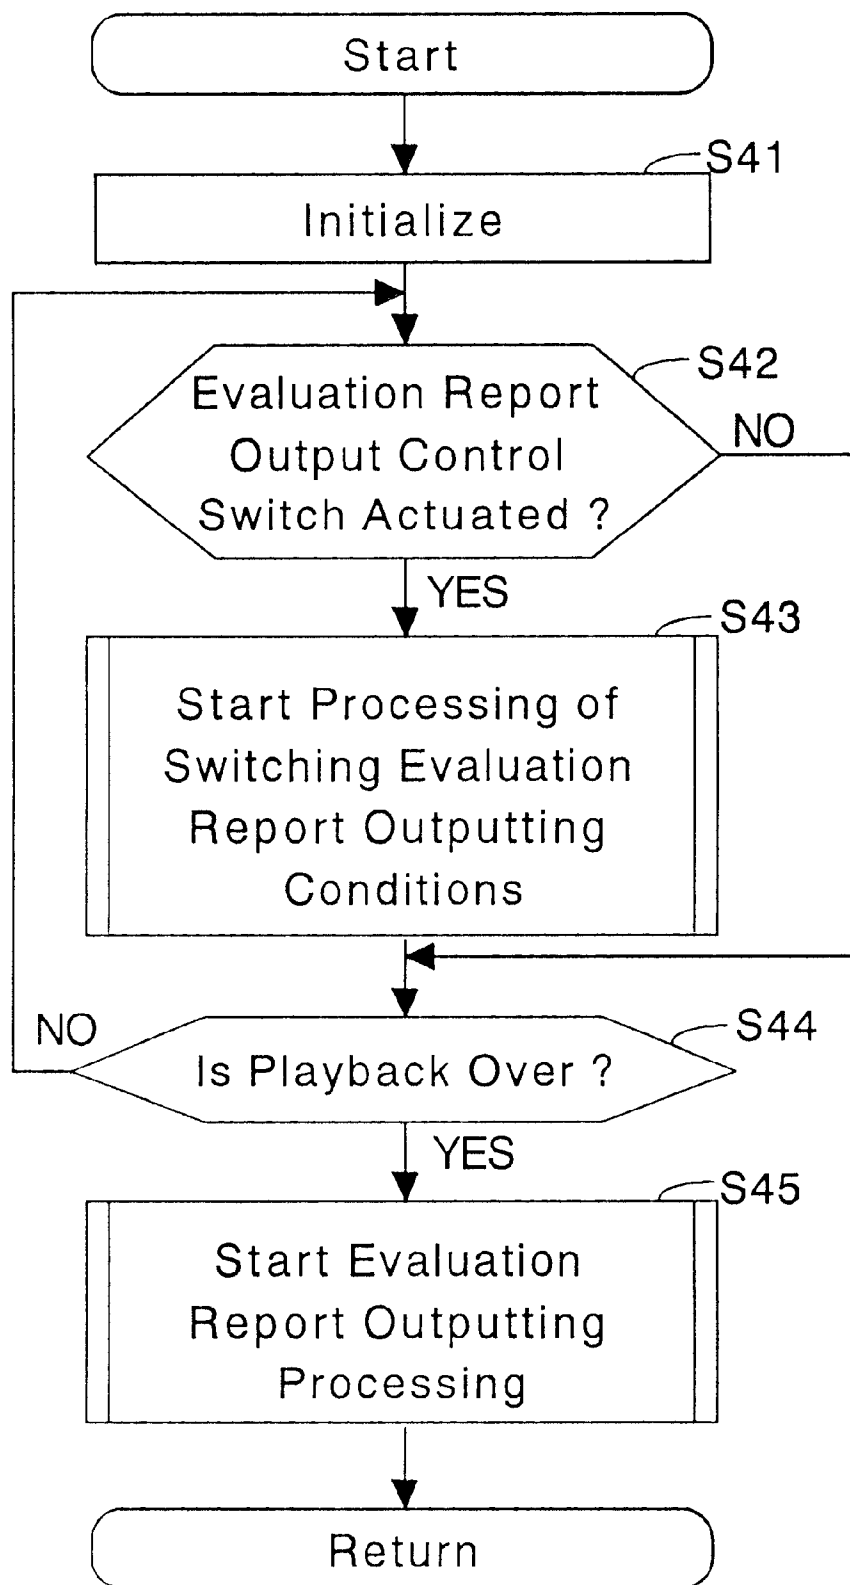 Start
S41
Initialize
S42
Evaluation Report
Output Control
Switch Actuated ?
NO
YES
S43
Start Processing of
Switching Evaluation
Report Outputting
Conditions
NO
S44
Is Playback Over ?
YES
S45
Start Evaluation
Report Outputting
Processing
Return